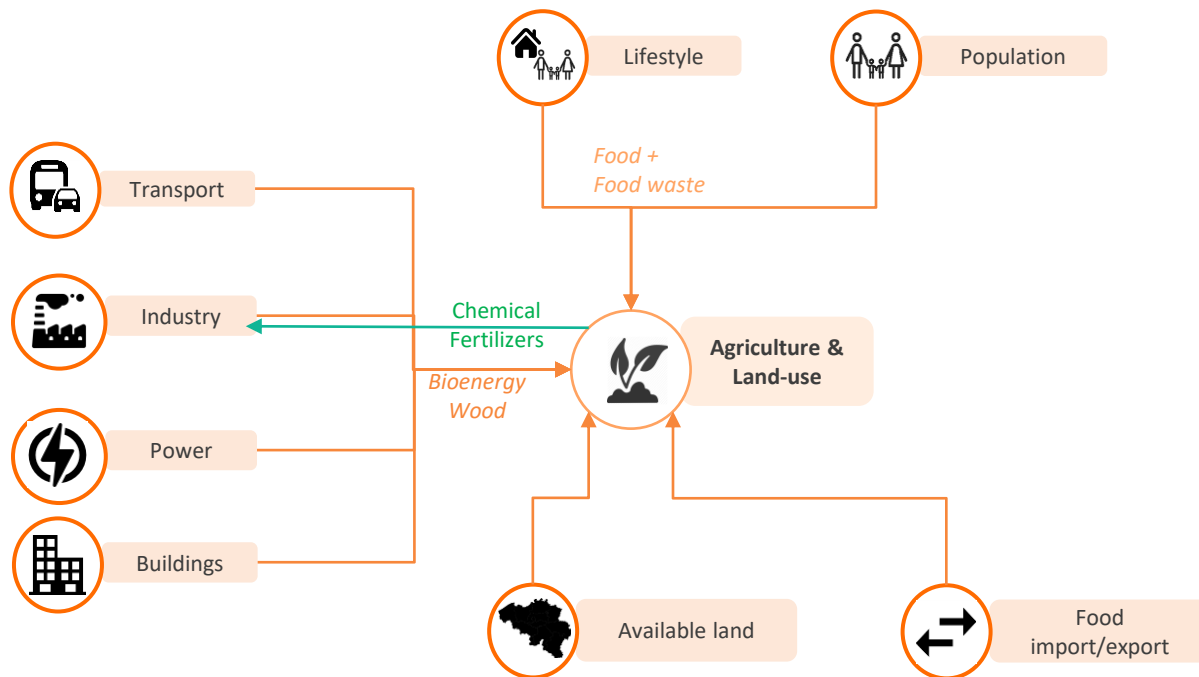 Lifestyle
Population
Food +
Food waste
Transport
Industry
Chemical
Fertilizers
Agriculture &
Land-use
Bioenergy
Wood
Power
Buildings
Available land
Food
import/export